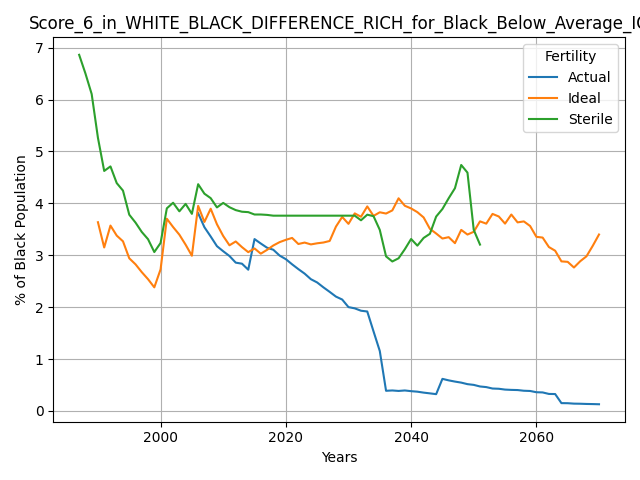 Score_6_in_WHITE_BLACK_DIFFERENCE_RICH_for_Black_Below_Average_IQ
Fertility
Actual
Ideal
Sterile
% of Black Population
7
6
5
4
3
2
1
0
2000 2020 2040 2060
Years